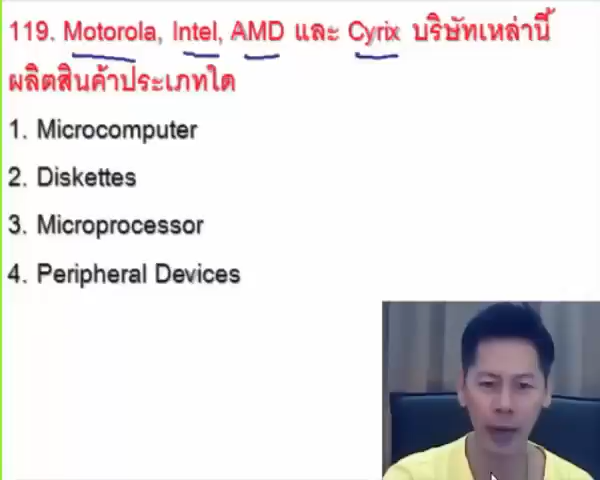 119. Motorola, Intel, AMD และ Cyrix บริษัทเหล่านี้
ผลิตสินค้าประเภทใด
1. Microcomputer
2. Diskettes
3. Microprocessor
4. Peripheral Devices